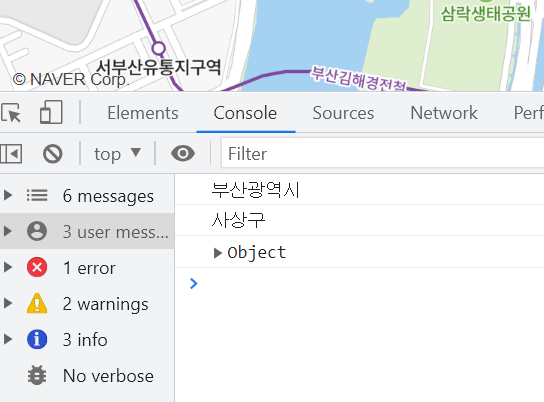 삼락생태공원
서부산유통지구역
부산김해경전철
© NAVER Corp.
Elements Console Sources Network Perf
top ▼ Filter
6 messages
3 user mess...
1 error
2 warnings
3 info
No verbose
부산광역시
사상구
▶ Object
>